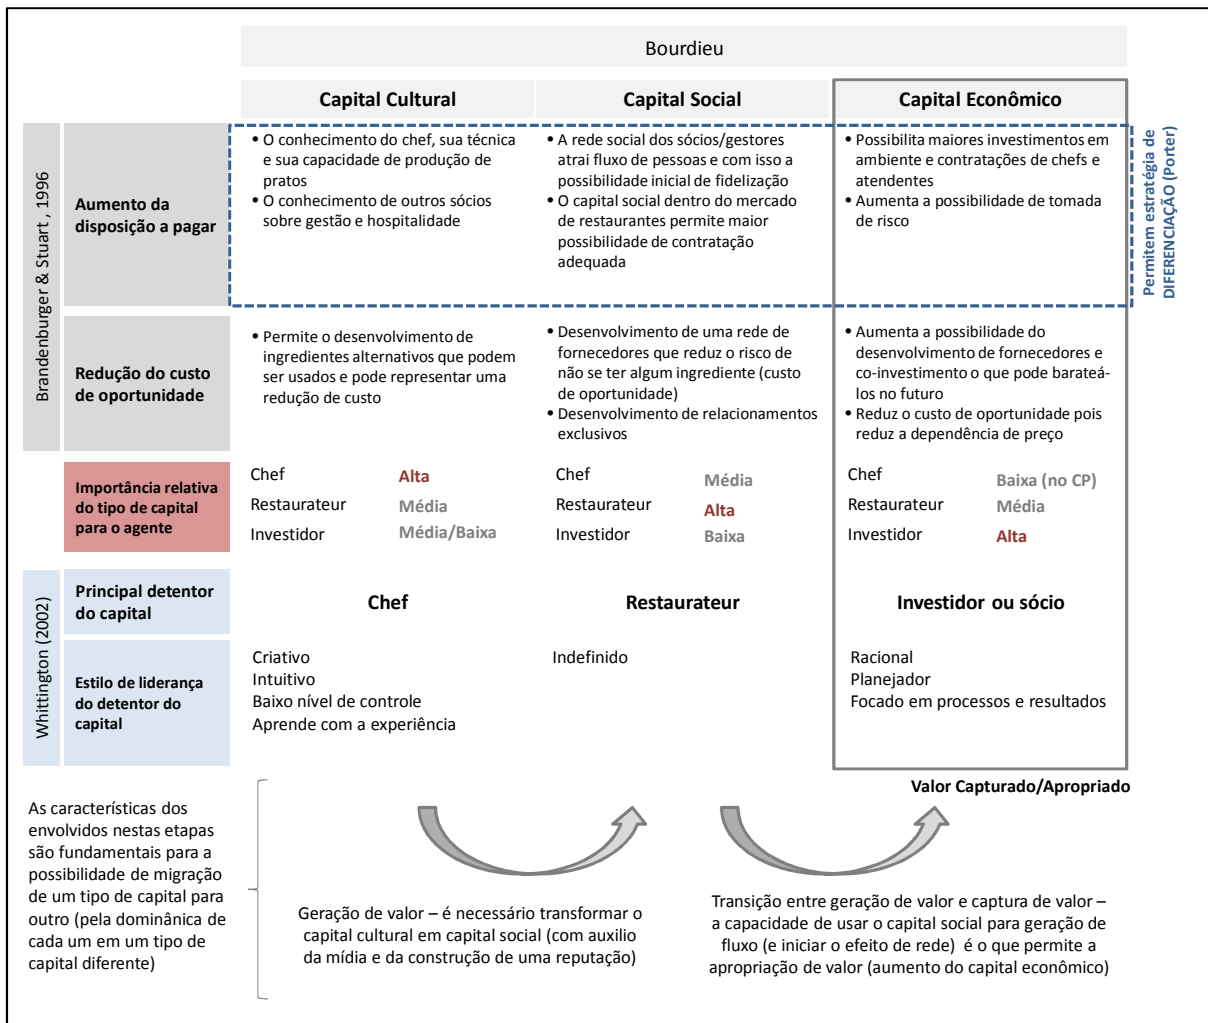 Bourdieu
Capital Cultural
Capital Social
Capital Econômico
Brandenburger & Stuart , 1996
Aumento da
disposição a pagar
• O conhecimento do chef, sua técnica
e sua capacidade de produção de
pratos
• O conhecimento de outros sócios
sobre gestão e hospitalidade
• A rede social dos sócios/gestores
atrai fluxo de pessoas e com isso a
possibilidade inicial de fidelização
• O capital social dentro do mercado
de restaurantes permite maior
possibilidade de contratação
adequada
• Possibilita maiores investimentos em
ambiente e contratações de chefs e
atendentes
• Aumenta a possibilidade de tomada
de risco
Permitem estratégia de
DIFERENCIAÇÃO (Porter)
Redução do custo
de oportunidade
• Permite o desenvolvimento de
ingredientes alternativos que podem
ser usados e pode representar uma
redução de custo
• Desenvolvimento de uma rede de
fornecedores que reduz o risco de
não se ter algum ingrediente (custo
de oportunidade)
• Desenvolvimento de relacionamentos
exclusivos
• Aumenta a possibilidade do
desenvolvimento de fornecedores e
co-investimento o que pode barateá-
los no futuro
• Reduz o custo de oportunidade pois
reduz a dependência de preço
Importância relativa
do tipo de capital
para o agente
Chef Alta
Restaurateur Média
Investidor Média/Baixa
Chef Média
Restaurateur Alta
Investidor Baixa
Chef Baixa (no CP)
Restaurateur Média
Investidor Alta
Whittington (2002)
Principal detentor
do capital
Chef
Restaurateur
Investidor ou sócio
Estilo de liderança
do detentor do
capital
Criativo
Intuitivo
Baixo nível de controle
Aprende com a experiência
Indefinido
Racional
Planejador
Focado em processos e resultados
Valor Capturado/Apropriado
As características dos
envolvidos nestas etapas
são fundamentais para a
possibilidade de migração
de um tipo de capital para
outro (pela dominânica de
cada um em um tipo de
capital diferente)
Geração de valor – é necessário transformar o
capital cultural em capital social (com auxilio
da mídia e da construção de uma reputação)
Transição entre geração de valor e captura de valor –
a capacidade de usar o capital social para geração de
fluxo (e iniciar o efeito de rede) é o que permite a
apropriação de valor (aumento do capital econômico)